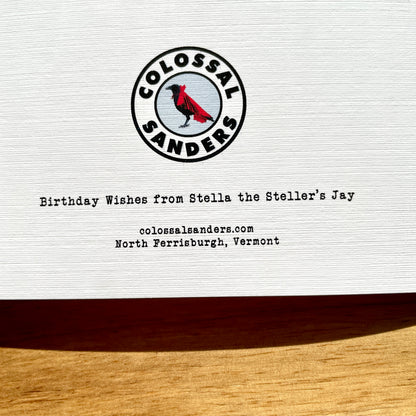 COLOSSAL
SANDERS
Birthday Wishes from Stella the Steller's Jay
colossalsanders.com
North Ferrisburgh, Vermont